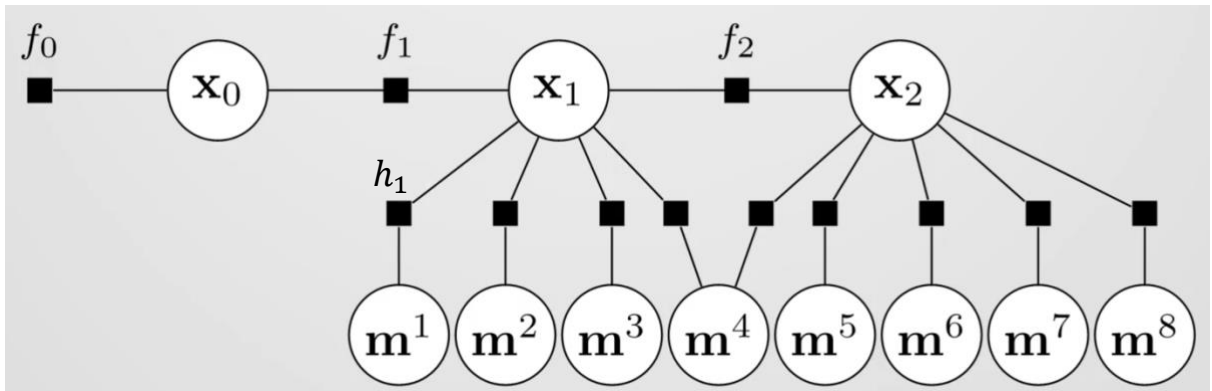 f₀ f₁ f₂
x₀ x₁ x₂
h₁
m¹ m² m³ m⁴ m⁵ m⁶ m⁷ m⁸